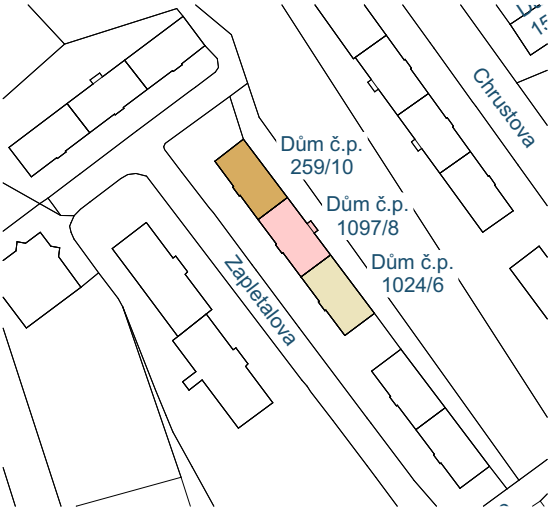 Chrustova
Dům č.p.
259/10
Dům č.p.
1097/8
Dům č.p.
1024/6
Zapletalova